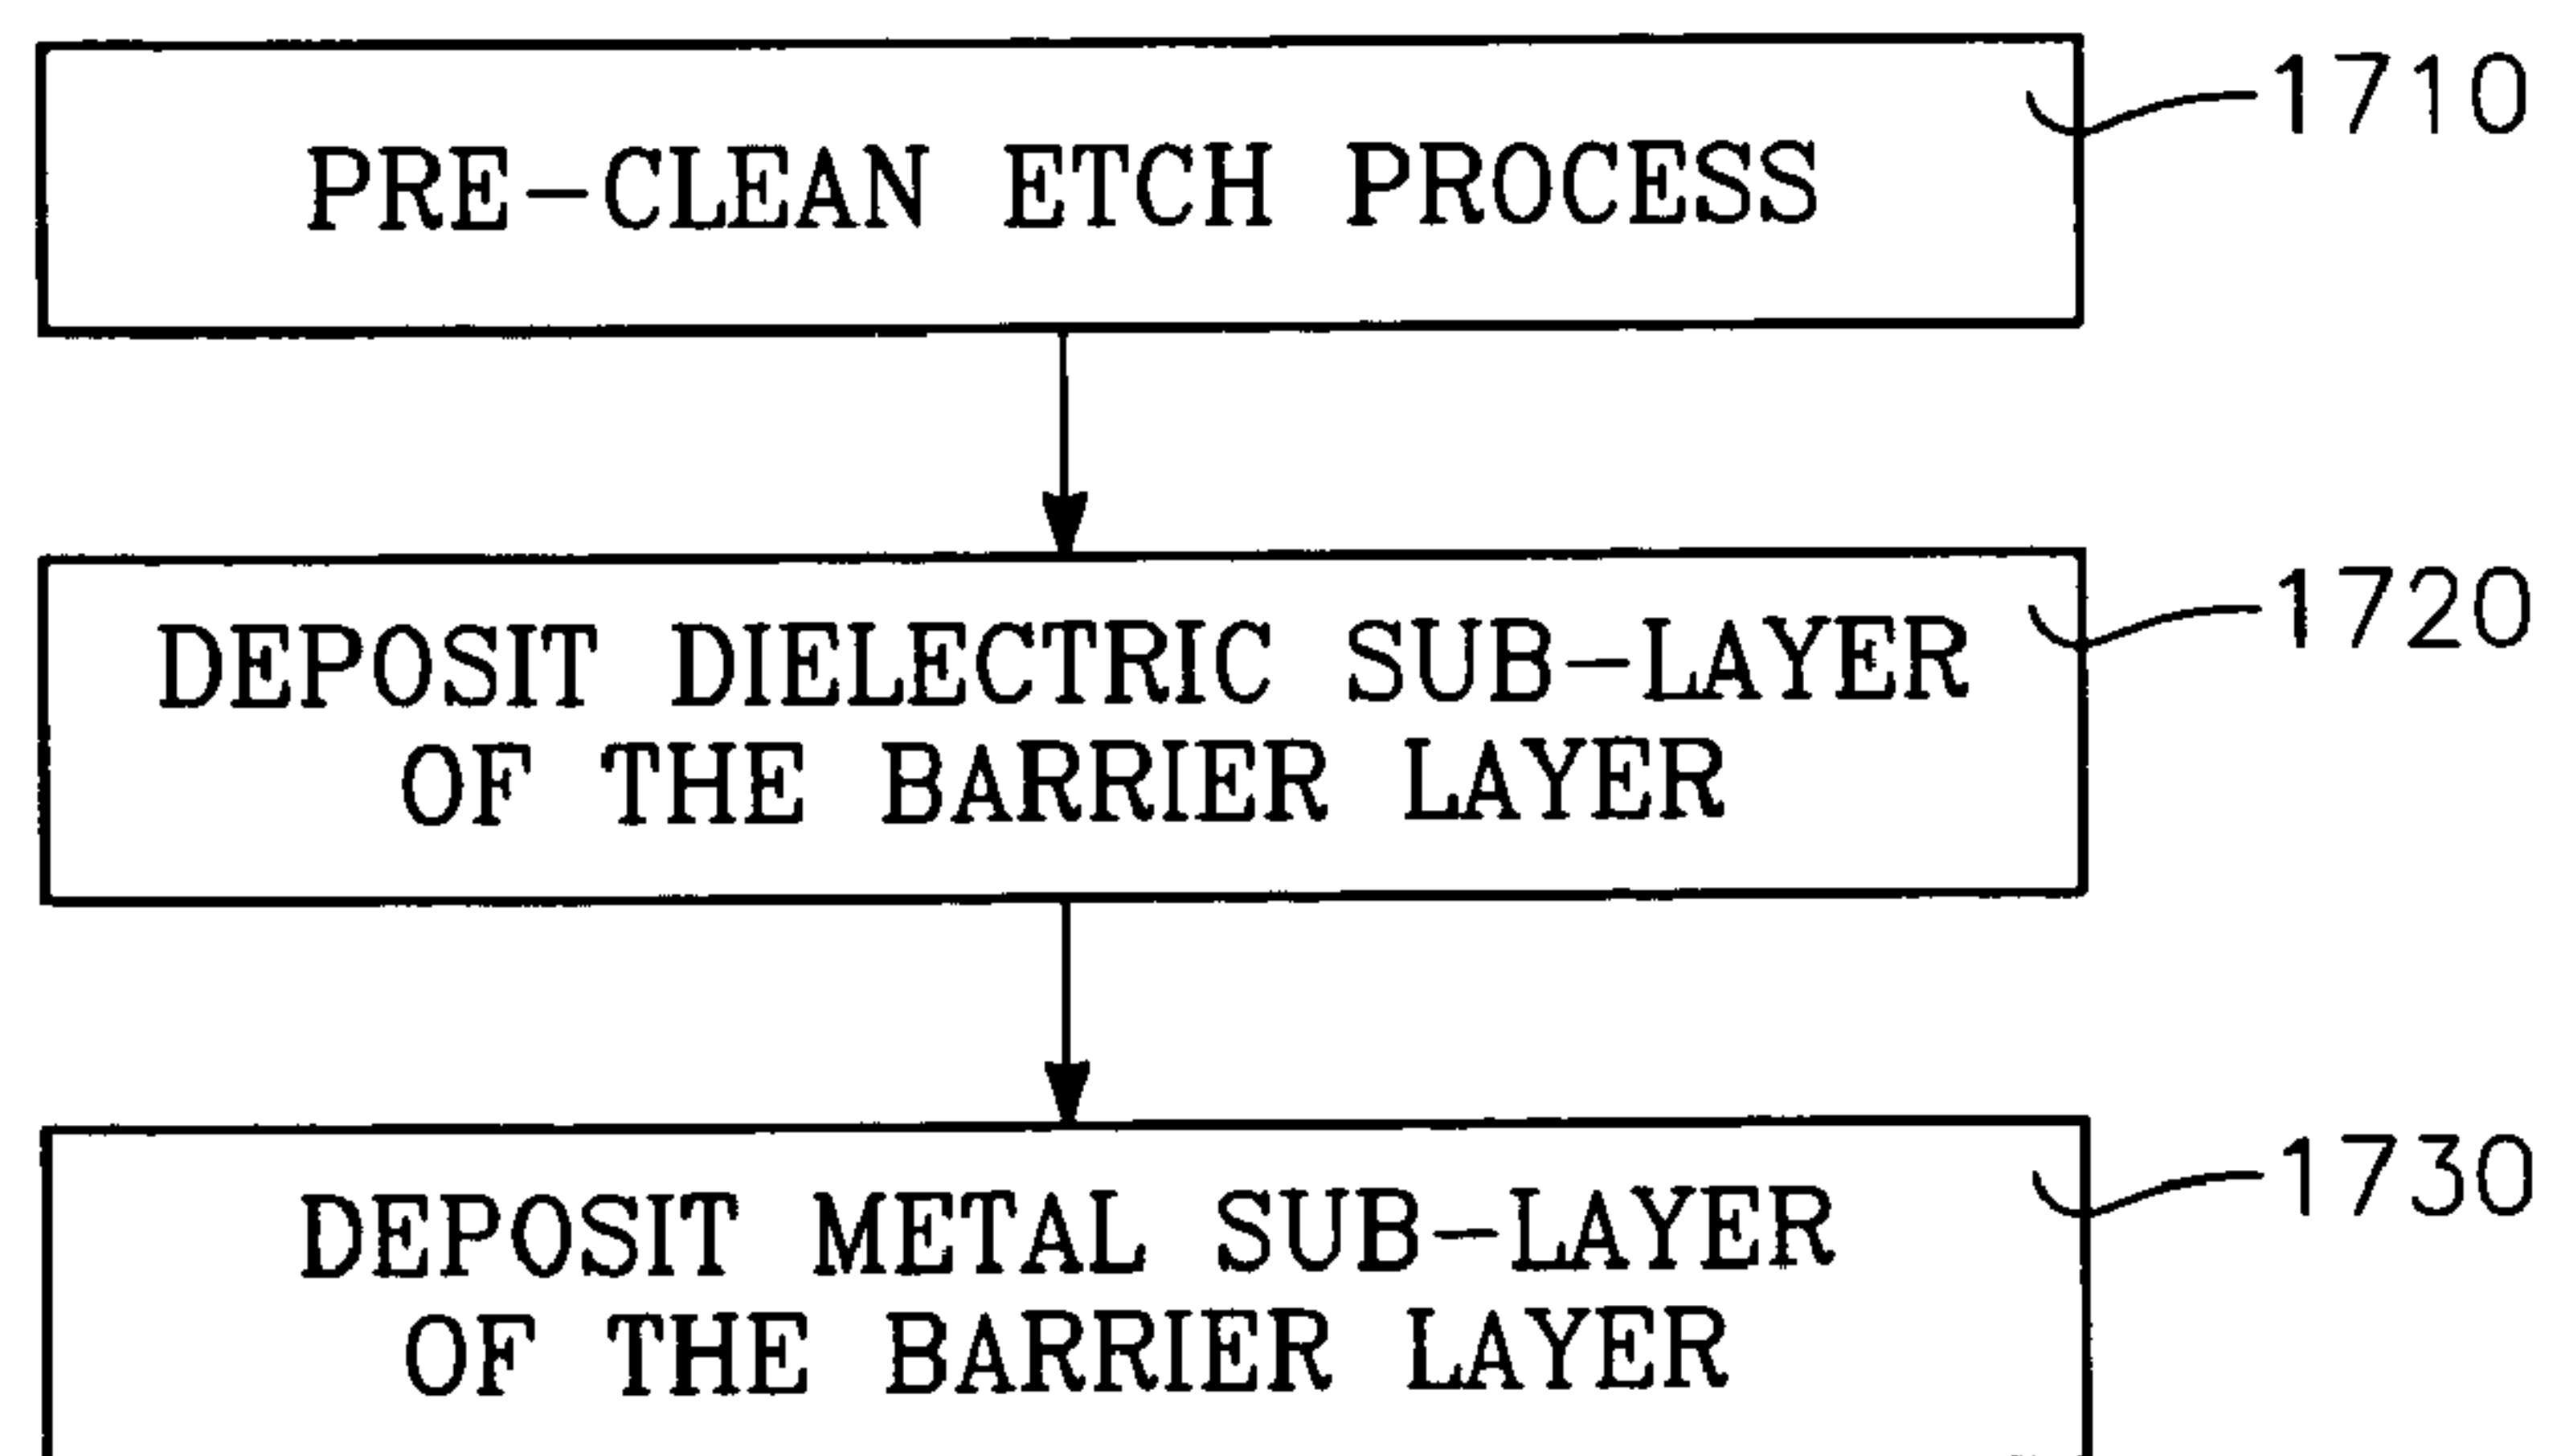 PRE-CLEAN ETCH PROCESS
1710
DEPOSIT DIELECTRIC SUB-LAYER
OF THE BARRIER LAYER
1720
DEPOSIT METAL SUB-LAYER
OF THE BARRIER LAYER
1730